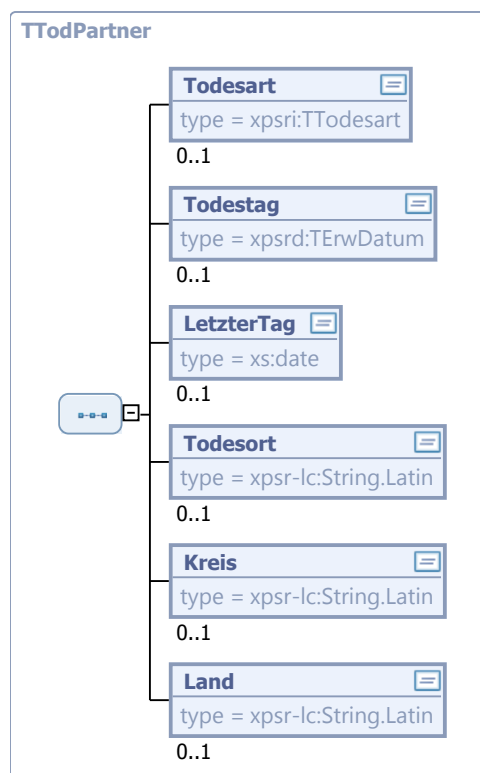 TTodPartner
Todesart
type = xpsri:TTodesart
0..1
Todestag
type = xpsrd:TErwDatum
0..1
LetzterTag
type = xs:date
0..1
Todesort
type = xpsr-lc:String.Latin
0..1
Kreis
type = xpsr-lc:String.Latin
0..1
Land
type = xpsr-lc:String.Latin
0..1